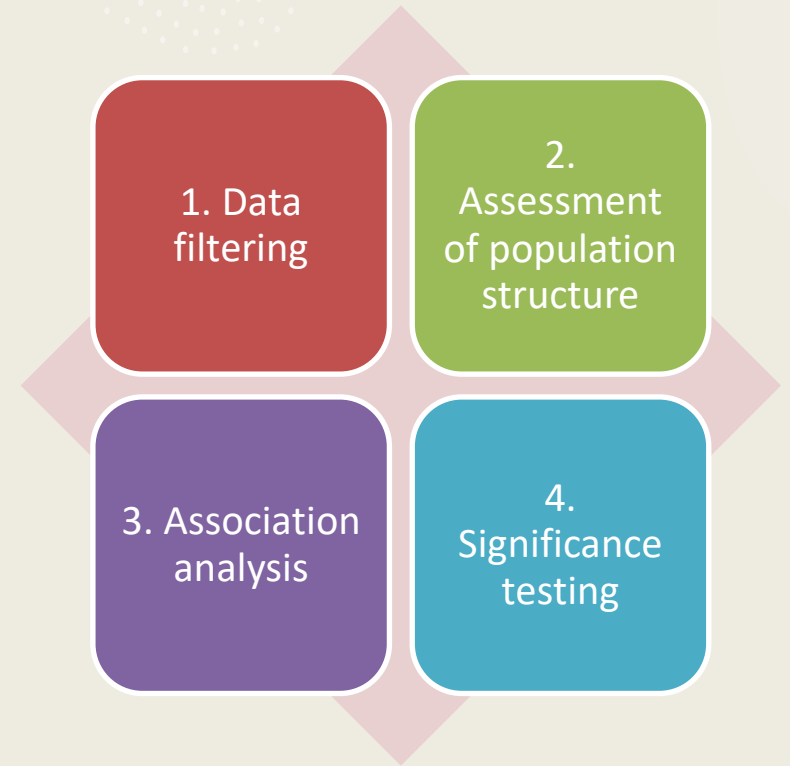 1. Data
filtering
2.
Assessment
of population
structure
3. Association
analysis
4.
Significance
testing